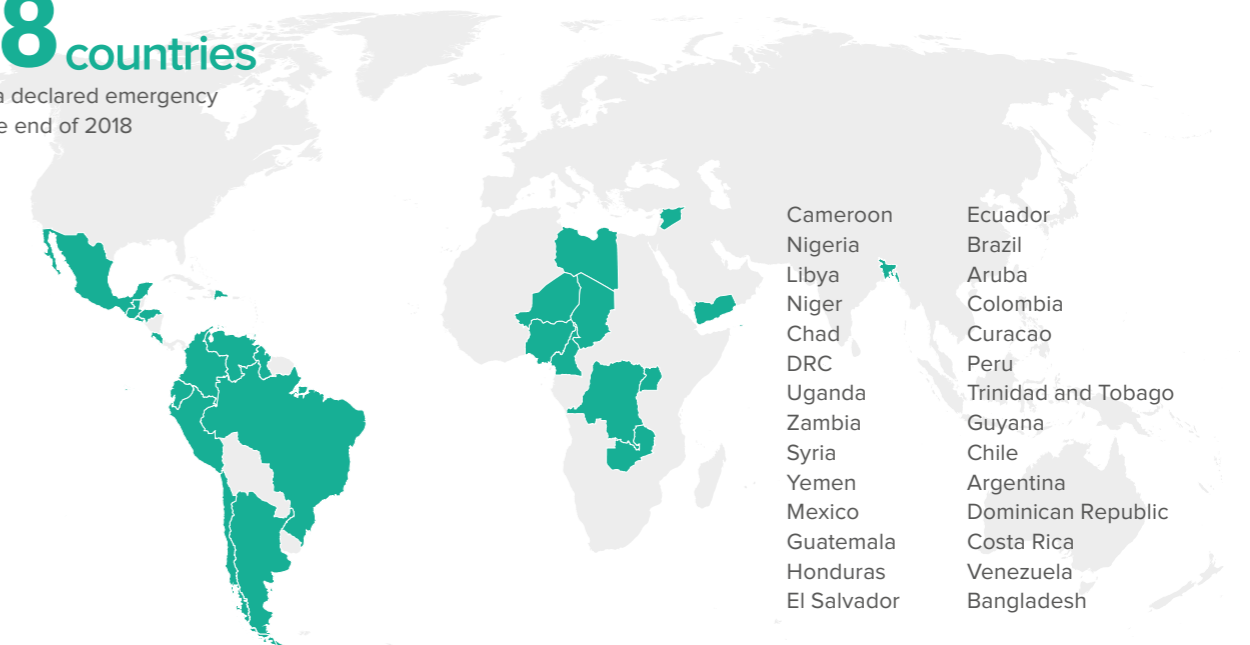 8 countries
a declared emergency
e end of 2018
Cameroon
Nigeria
Libya
Niger
Chad
DRC
Uganda
Zambia
Syria
Yemen
Mexico
Guatemala
Honduras
El Salvador
Ecuador
Brazil
Aruba
Colombia
Curacao
Peru
Trinidad and Tobago
Guyana
Chile
Argentina
Dominican Republic
Costa Rica
Venezuela
Bangladesh